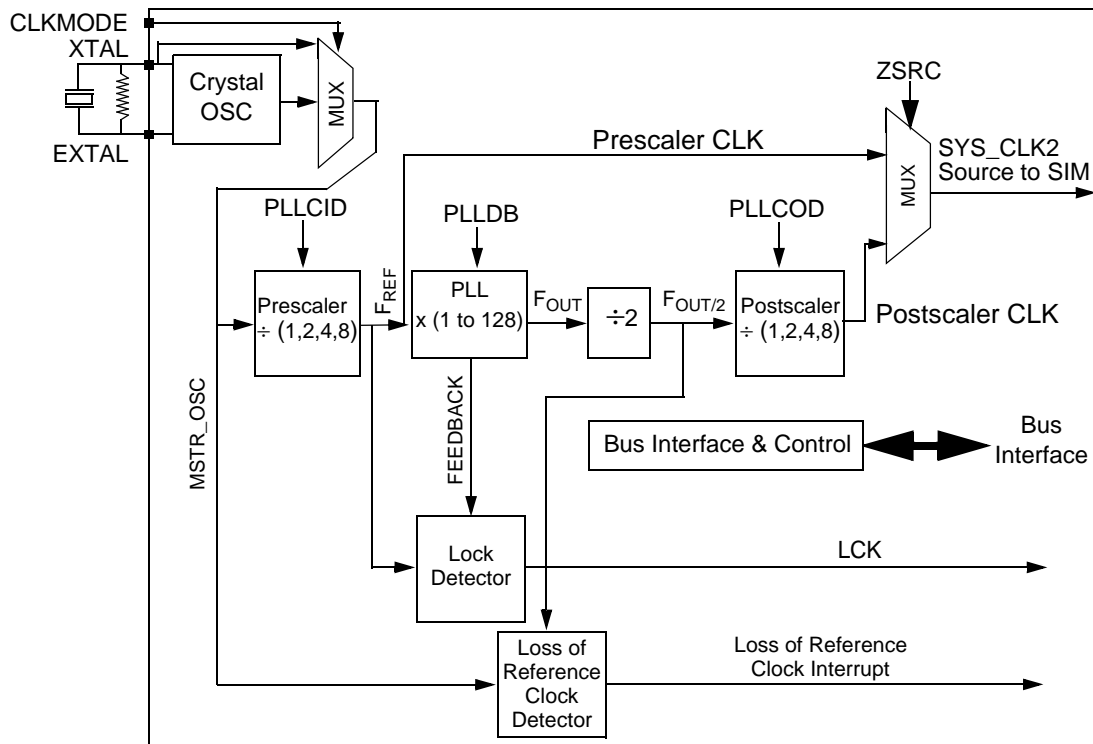 CLKMODE
XTAL
EXTAL
Crystal
OSC
MUX
ZSRC
Prescaler CLK
MUX
SYS_CLK2
Source to SIM
PLLCID
PLLDB
PLLCOD
Prescaler
÷ (1,2,4,8)
FREF
PLL
x (1 to 128)
FOUT
÷2
FOUT/2
Postscaler
÷ (1,2,4,8)
Postscaler CLK
MSTR_OSC
FEEDBACK
Bus Interface & Control
Bus
Interface
Lock
Detector
LCK
Loss of
Reference
Clock
Detector
Loss of Reference
Clock Interrupt